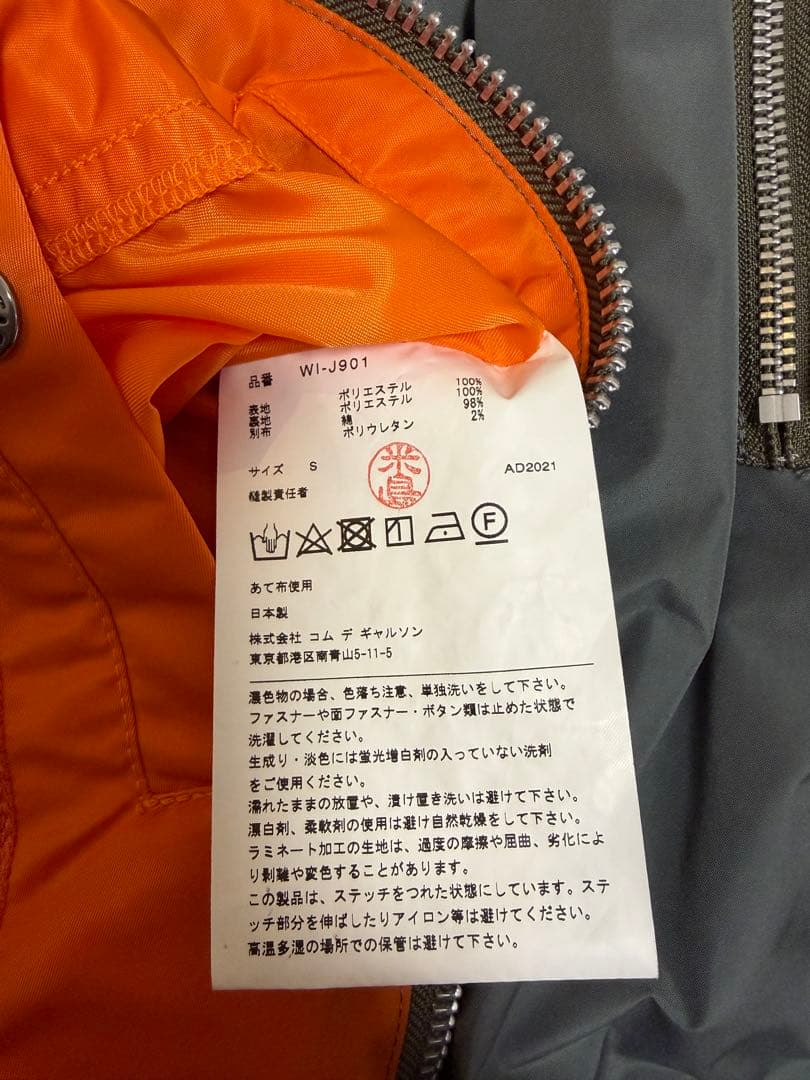 品番 WI-J901
表地 ポリエステル 100%
裏地 ポリエステル 100%
別布 綿 98%
ポリウレタン 2%
サイズ S AD2021
縫製責任者 米島
F
あて布使用
日本製
株式会社 コム デ ギャルソン
東京都港区南青山5-11-5
濃色物の場合、色落ち注意、単独洗いをして下さい。
ファスナーや面ファスナー・ボタン類は止めた状態で
洗濯してください。
生成り・淡色には蛍光増白剤の入っていない洗剤
をご使用ください。
濡れたままの放置や、漬け置き洗いは避けて下さい。
漂白剤、柔軟剤の使用は避け自然乾燥をして下さい。
ラミネート加工の生地は、過度の摩擦や屈曲、劣化によ
り剥離や変色することがあります。
この製品は、ステッチをつれた状態にしています。ステ
ッチ部分を伸ばしたりアイロン等は避けてください。
高温多湿の場所での保管は避けて下さい。